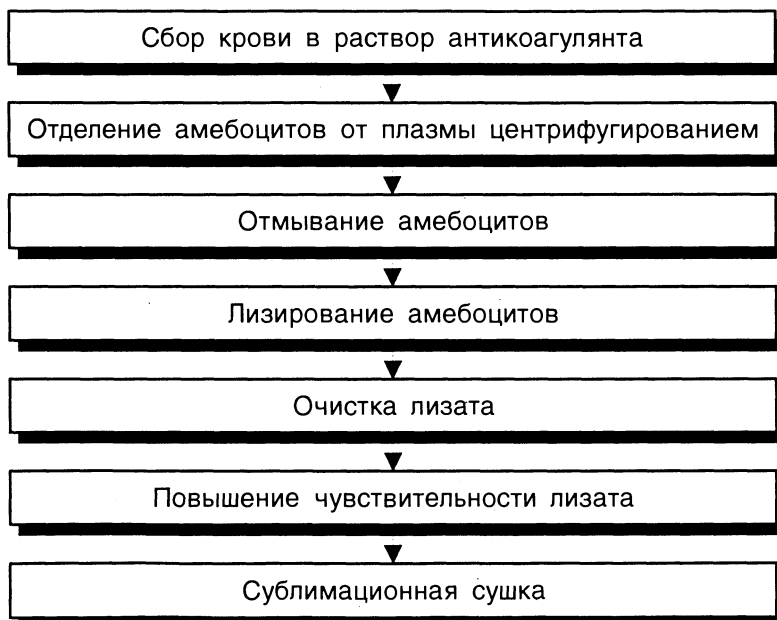 Сбор крови в раствор антикоагулянта
Отделение амебоцитов от плазмы центрифугированием
Отмывание амебоцитов
Лизирование амебоцитов
Очистка лизата
Повышение чувствительности лизата
Сублимационная сушка